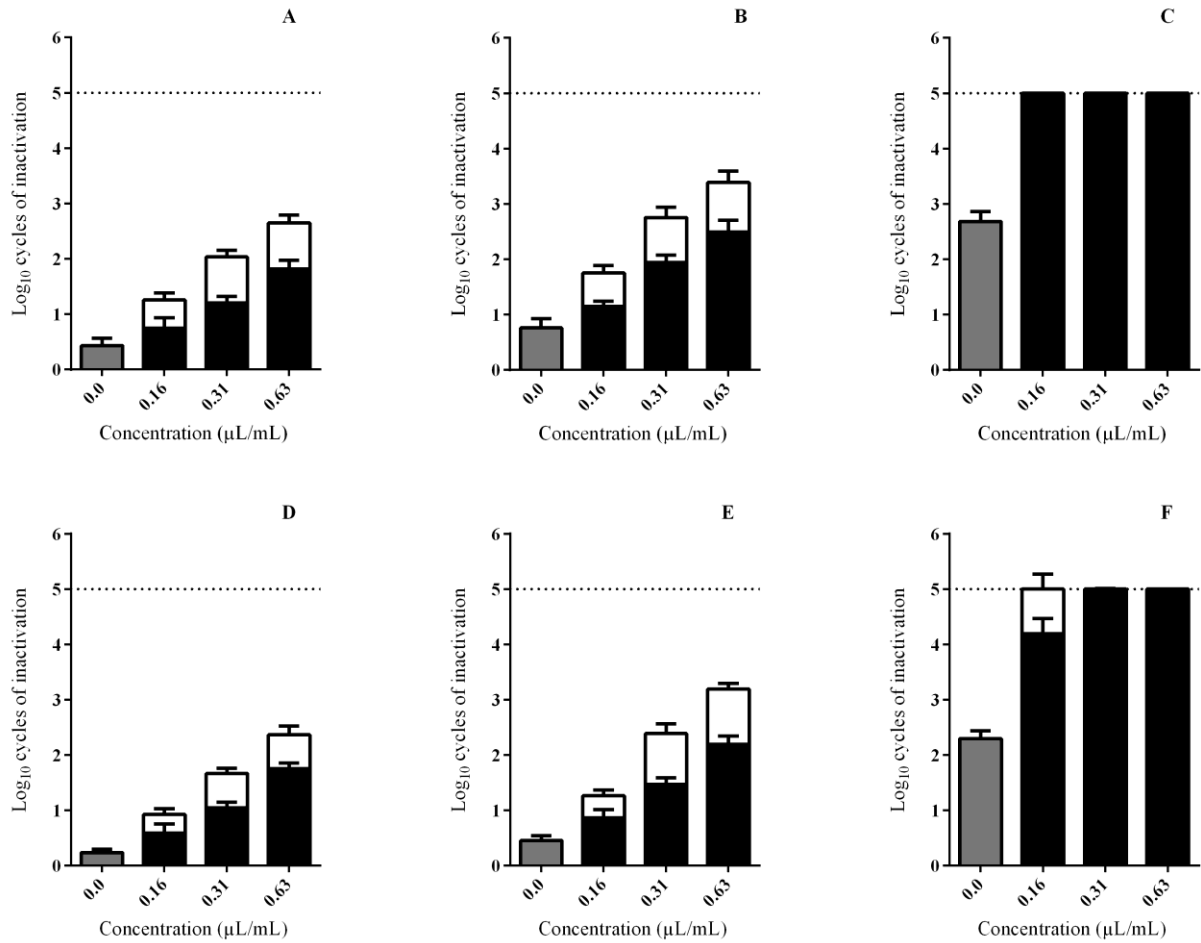 A
Log10 cycles of inactivation
6
5
4
3
2
1
0
0.0 0.16 0.31 0.63
Concentration (µL/mL)
B
Log10 cycles of inactivation
6
5
4
3
2
1
0
0.0 0.16 0.31 0.63
Concentration (µL/mL)
C
Log10 cycles of inactivation
6
5
4
3
2
1
0
0.0 0.16 0.31 0.63
Concentration (µL/mL)
D
Log10 cycles of inactivation
6
5
4
3
2
1
0
0.0 0.16 0.31 0.63
Concentration (µL/mL)
E
Log10 cycles of inactivation
6
5
4
3
2
1
0
0.0 0.16 0.31 0.63
Concentration (µL/mL)
F
Log10 cycles of inactivation
6
5
4
3
2
1
0
0.0 0.16 0.31 0.63
Concentration (µL/mL)